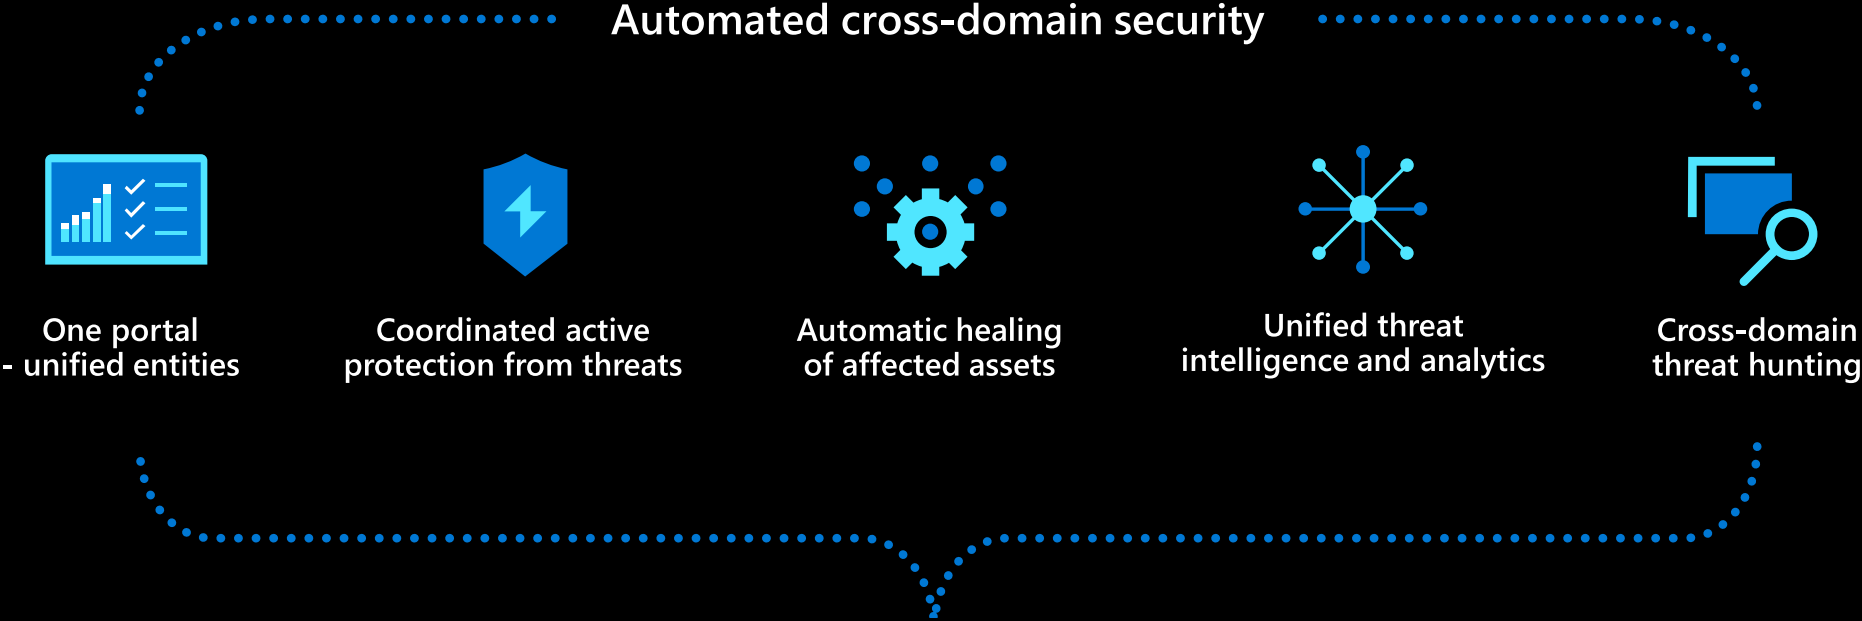 Automated cross-domain security
One portal
- unified entities
Coordinated active
protection from threats
Automatic healing
of affected assets
Unified threat
intelligence and analytics
Cross-domain
threat hunting